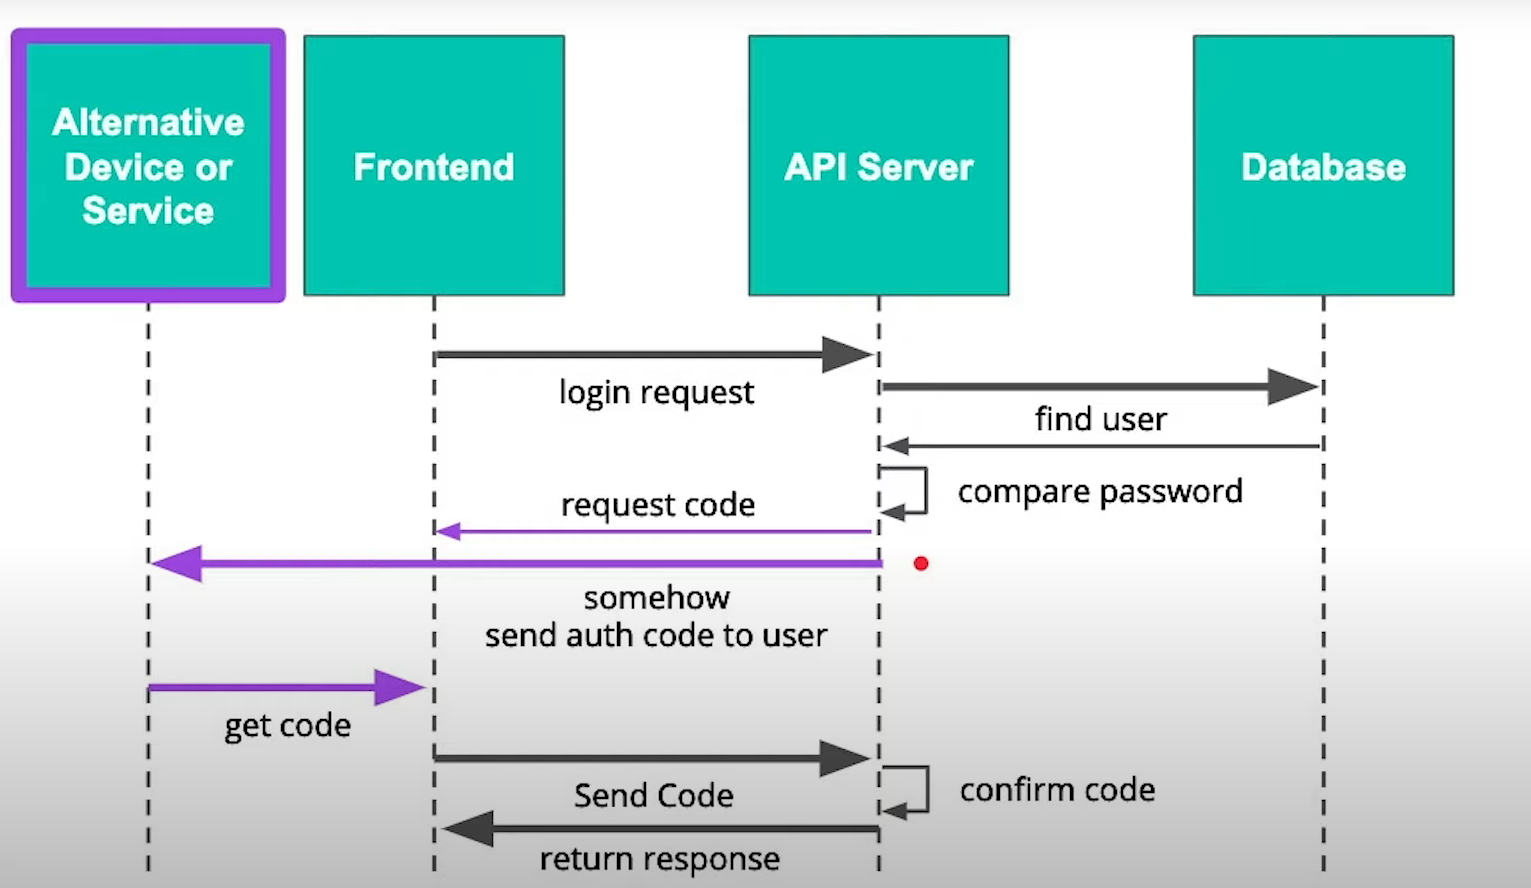 Alternative
Device or
Service
Frontend
API Server
Database
login request
find user
compare password
request code
somehow
send auth code to user
get code
Send Code
confirm code
return response